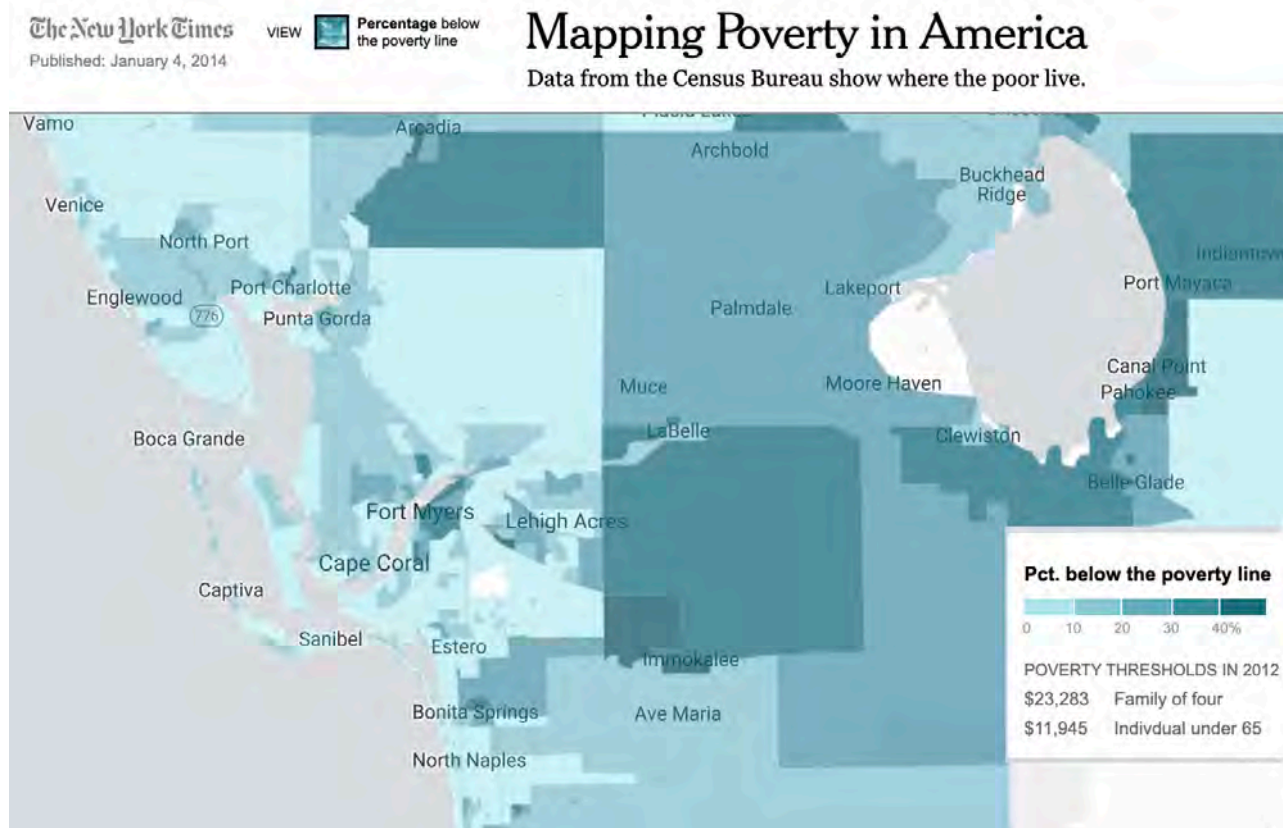 The New York Times
Published: January 4, 2014
VIEW
Percentage below
the poverty line
Mapping Poverty in America
Data from the Census Bureau show where the poor live.
Vamo
Arcadia
Archbold
Buckhead
Ridge
Venice
North Port
Indiantow
Englewood
Port Charlotte
Lakeport
Port Mayaca
776
Punta Gorda
Palmdale
Canal Point
Muce
Moore Haven
Pahokee
Boca Grande
LaBelle
Clewiston
Belle Glade
Fort Myers
Lehigh Acres
Cape Coral
Captiva
Sanibel
Estero
Immokalee
Bonita Springs
Ave Maria
North Naples
Pct. below the poverty line
0 10 20 30 40%
POVERTY THRESHOLDS IN 2012
$23,283 Family of four
$11,945 Indivdual under 65